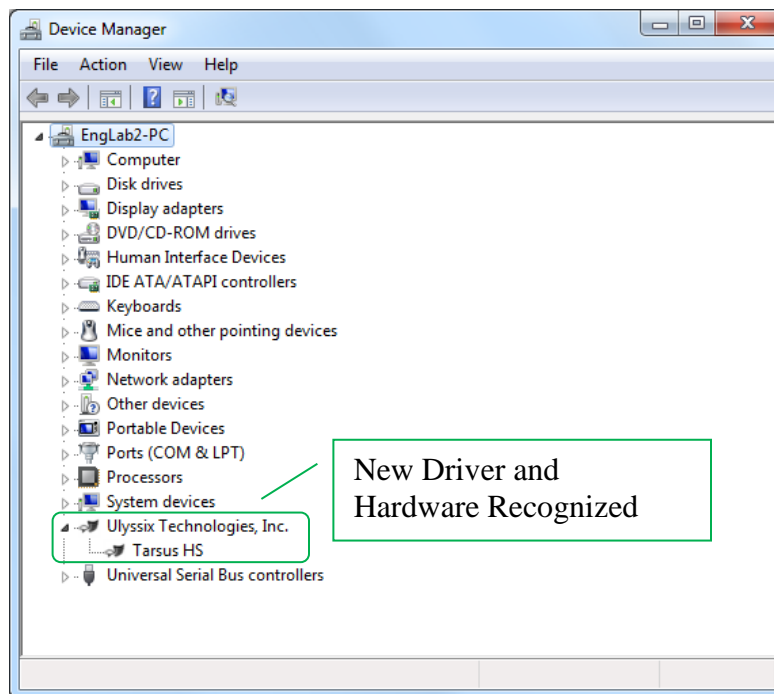 Device Manager
File Action View Help
EngLab2-PC
Computer
Disk drives
Display adapters
DVD/CD-ROM drives
Human Interface Devices
IDE ATA/ATAPI controllers
Keyboards
Mice and other pointing devices
Monitors
Network adapters
Other devices
Portable Devices
Ports (COM & LPT)
Processors
System devices
Ulyssix Technologies, Inc.
Tarsus HS
Universal Serial Bus controllers
New Driver and
Hardware Recognized